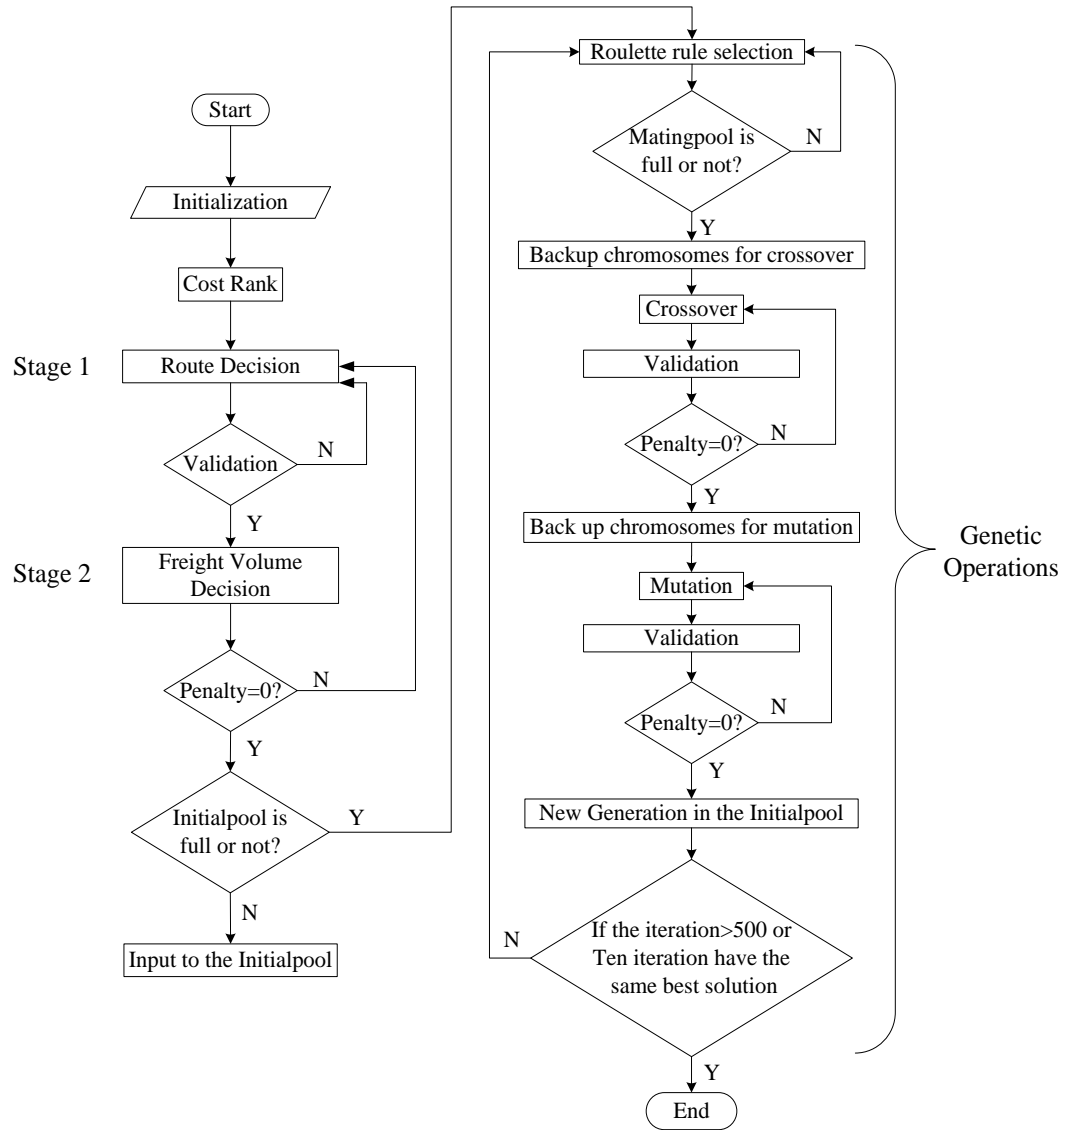 Start
Initialization
Cost Rank
Stage 1
Route Decision
Validation
N
Y
Stage 2
Freight Volume
Decision
Penalty=0?
N
Y
Initialpool is
full or not?
Y
N
Input to the Initialpool
Roulette rule selection
Matingpool is
full or not?
N
Y
Backup chromosomes for crossover
Crossover
Validation
Penalty=0?
N
Y
Back up chromosomes for mutation
Mutation
Validation
Penalty=0?
N
Y
New Generation in the Initialpool
If the iteration>500 or
Ten iteration have the
same best solution
N
Y
End
Genetic
Operations